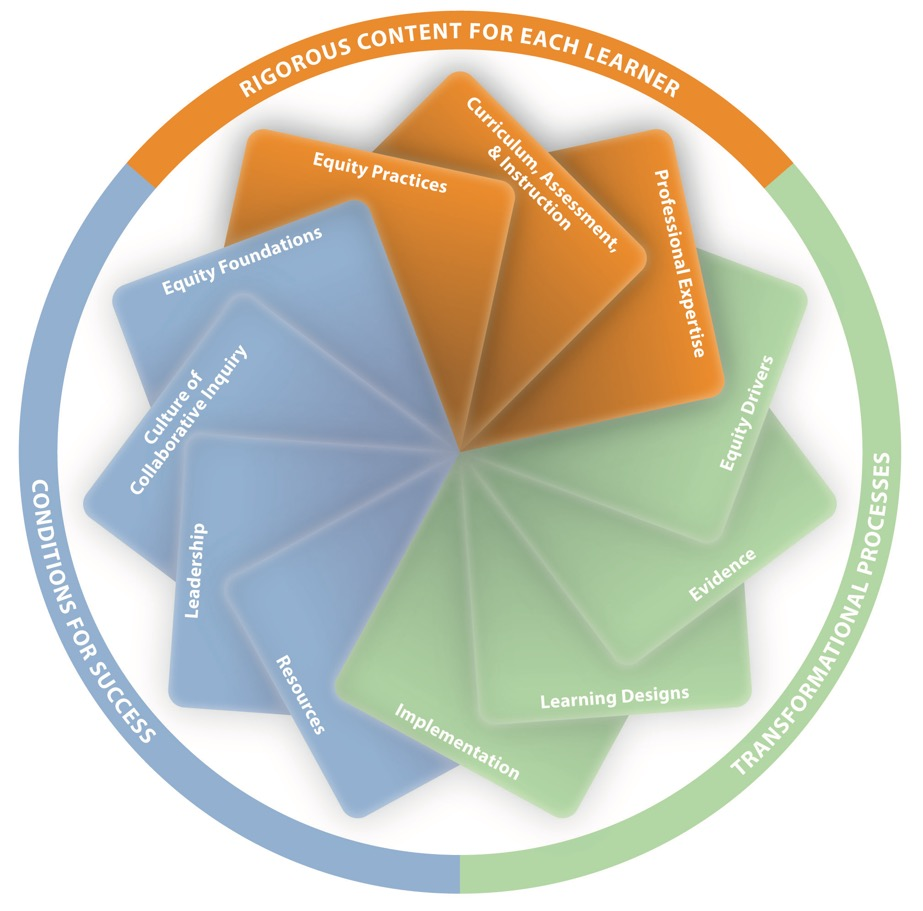 RIGOROUS CONTENT FOR EACH LEARNER
Equity Practices
Curriculum, Assessment,
& Instruction
Professional Expertise
TRANSFORMATIONAL PROCESSES
Equity Drivers
Evidence
Learning Designs
Implementation
CONDITIONS FOR SUCCESS
Equity Foundations
Culture of
Collaborative Inquiry
Leadership
Resources